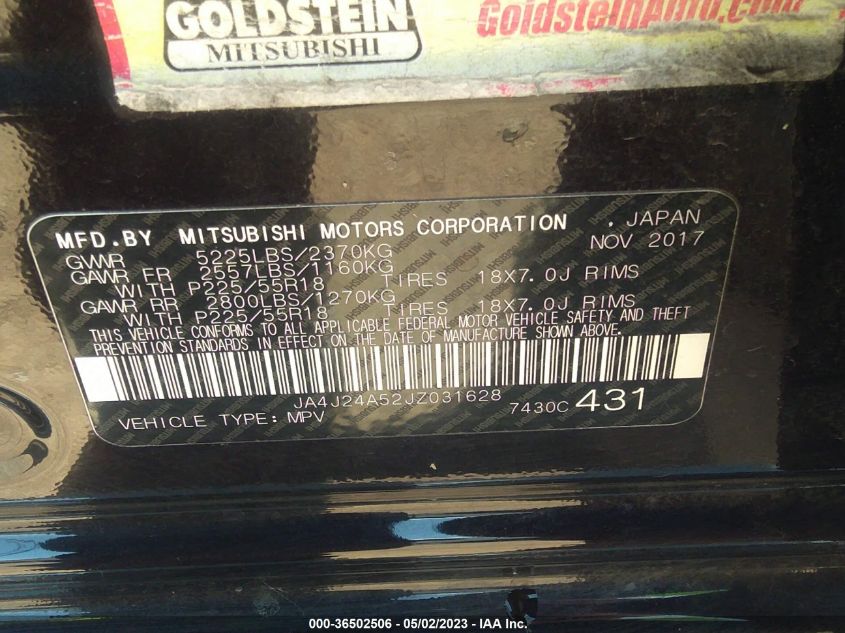 GOLDSTEIN
MITSUBISHI
GoldsteinAuto.com
MFD.BY MITSUBISHI MOTORS CORPORATION . JAPAN
GVWR 5225LBS/2370KG NOV 2017
GAWR FR 2557LBS/1160KG
WITH P225/55R18 TIRES 18X7.0J RIMS
GAWR RR 2800LBS/1270KG
WITH P225/55R18 TIRES 18X7.0J RIMS
THIS VEHICLE CONFORMS TO ALL APPLICABLE FEDERAL MOTOR VEHICLE SAFETY AND THEFT
PREVENTION STANDARDS IN EFFECT ON THE DATE OF MANUFACTURE SHOWN ABOVE.
JA4J24A52JZ031628
VEHICLE TYPE: MPV 7430C 431
000-36502506 - 05/02/2023 - IAA Inc.